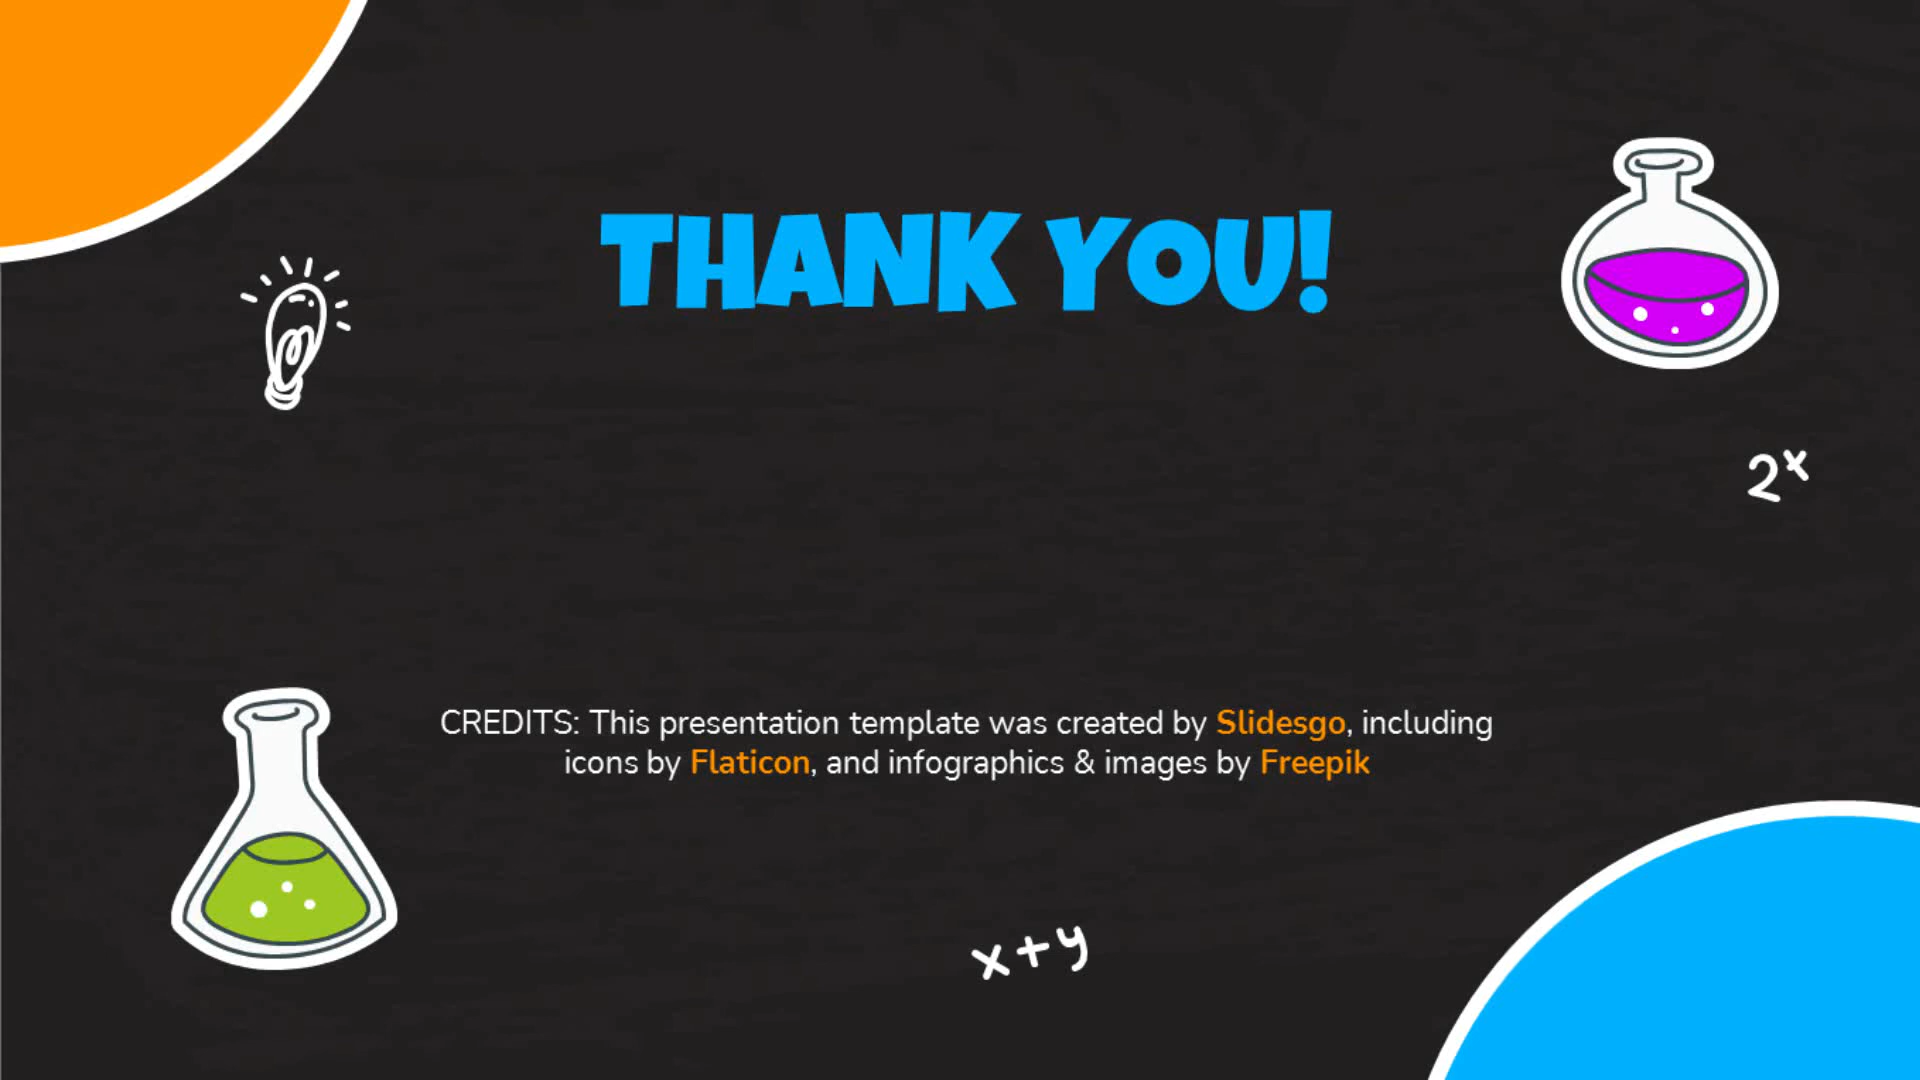 THANK YOU!
2ˣ
CREDITS: This presentation template was created by Slidesgo, including
icons by Flaticon, and infographics & images by Freepik
x+y